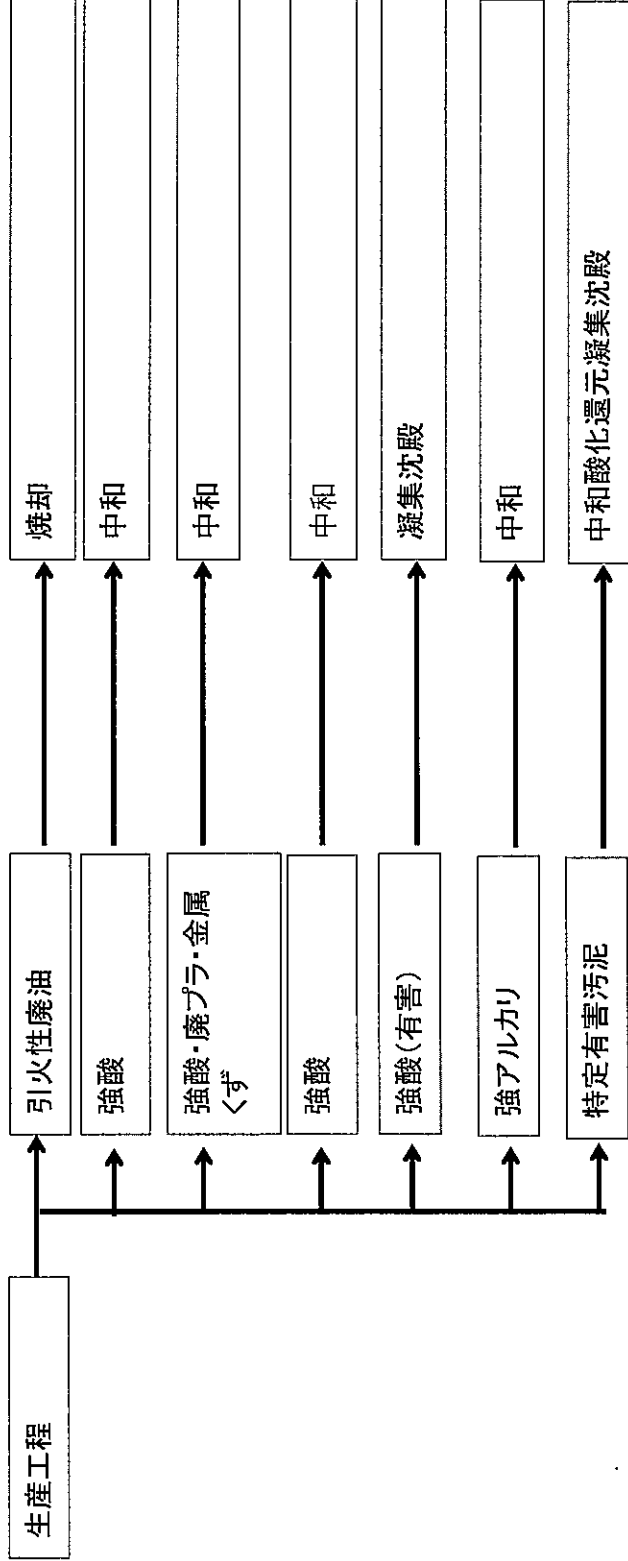 生産工程
引火性廃油
焼却
強酸
中和
強酸・廃プラ・金属
くず
中和
強酸
中和
強酸(有害)
凝集沈殿
強アルカリ
中和
特定有害汚泥
中和酸化還元凝集沈殿